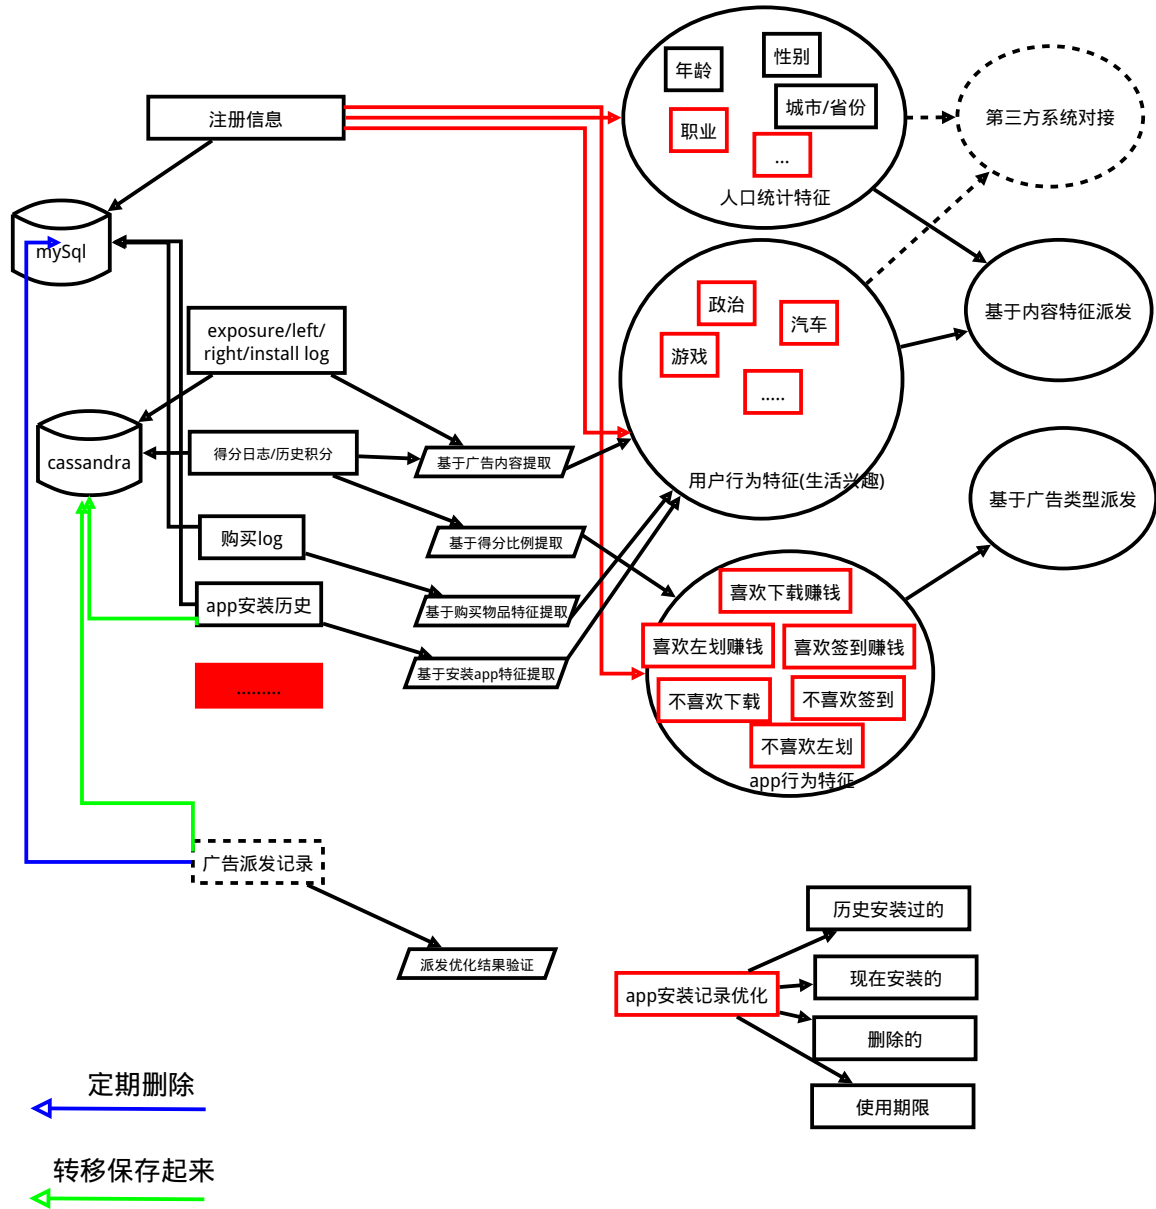 年龄
性别
城市/省份
职业
...
人口统计特征
第三方系统对接
注册信息
mySql
exposure/left/
right/install log
cassandra
得分日志/历史积分
购买log
app安装历史
.........
基于广告内容提取
基于得分比例提取
基于购买物品特征提取
基于安装app特征提取
政治
汽车
游戏
.....
用户行为特征(生活兴趣)
基于内容特征派发
基于广告类型派发
喜欢下载赚钱
喜欢左划赚钱
喜欢签到赚钱
不喜欢下载
不喜欢签到
不喜欢左划
app行为特征
广告派发记录
派发优化结果验证
app安装记录优化
历史安装过的
现在安装的
删除的
使用期限
定期删除
转移保存起来